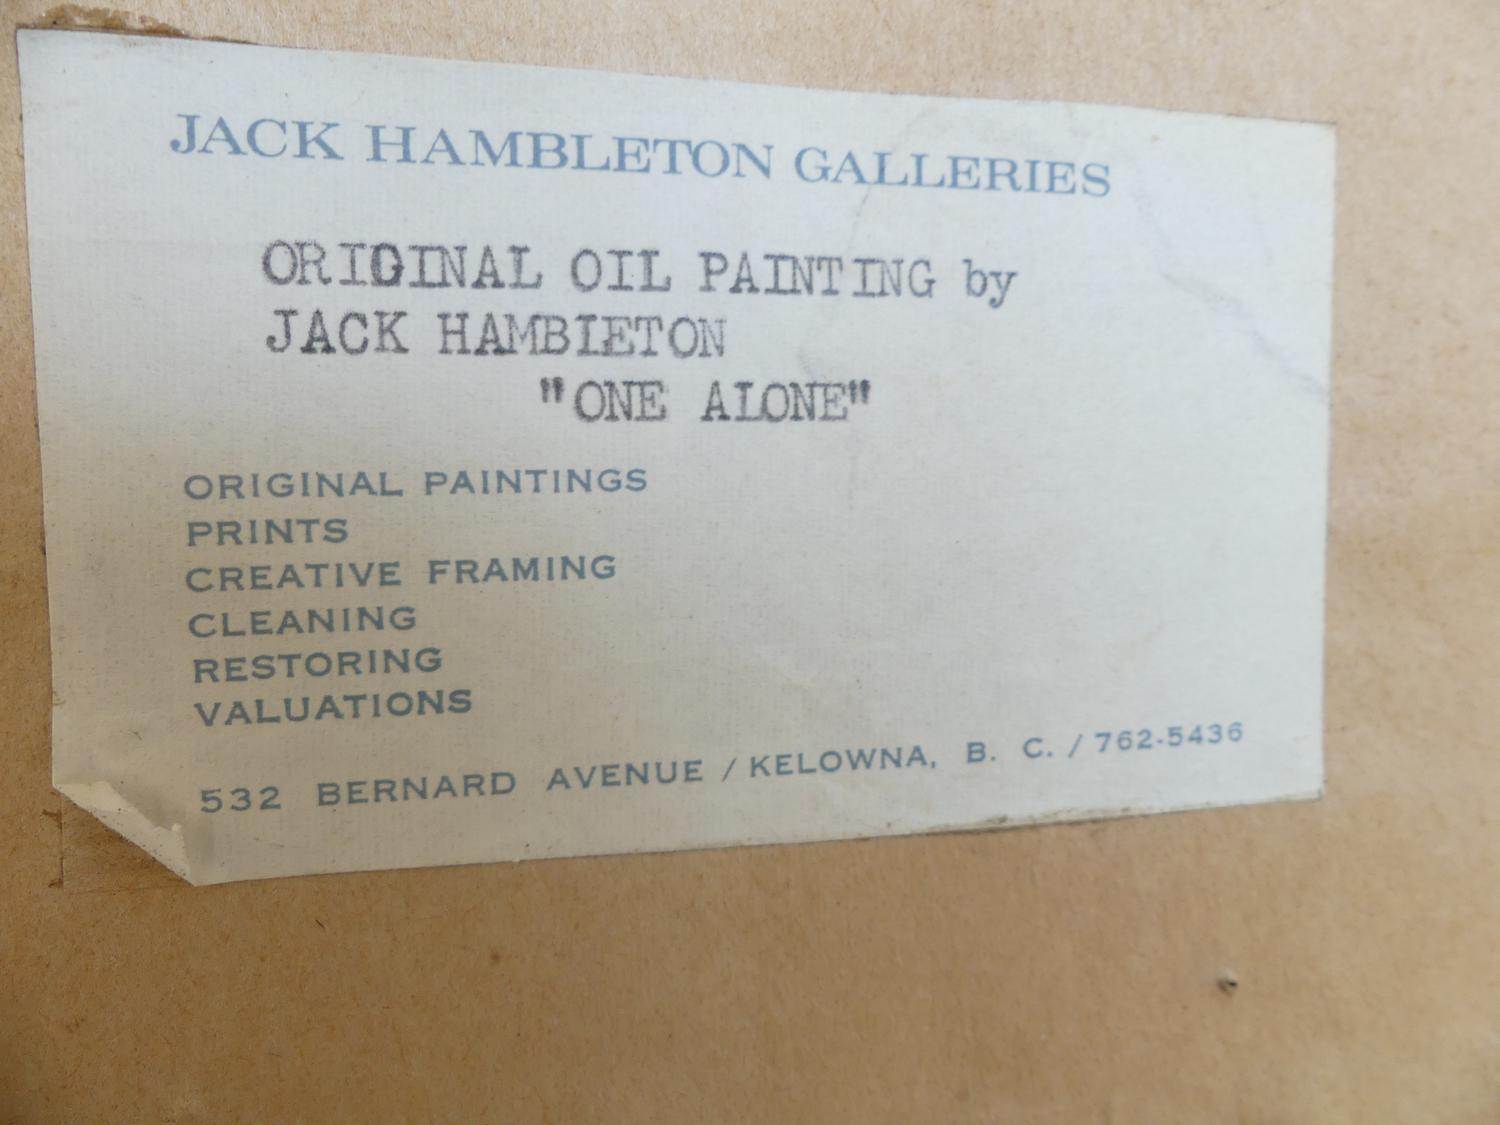 JACK HAMBLETON GALLERIES
ORIGINAL OIL PAINTING by
JACK HAMBLETON
"ONE ALONE"
ORIGINAL PAINTINGS
PRINTS
CREATIVE FRAMING
CLEANING
RESTORING
VALUATIONS
532 BERNARD AVENUE / KELOWNA, B. C. / 762-5436